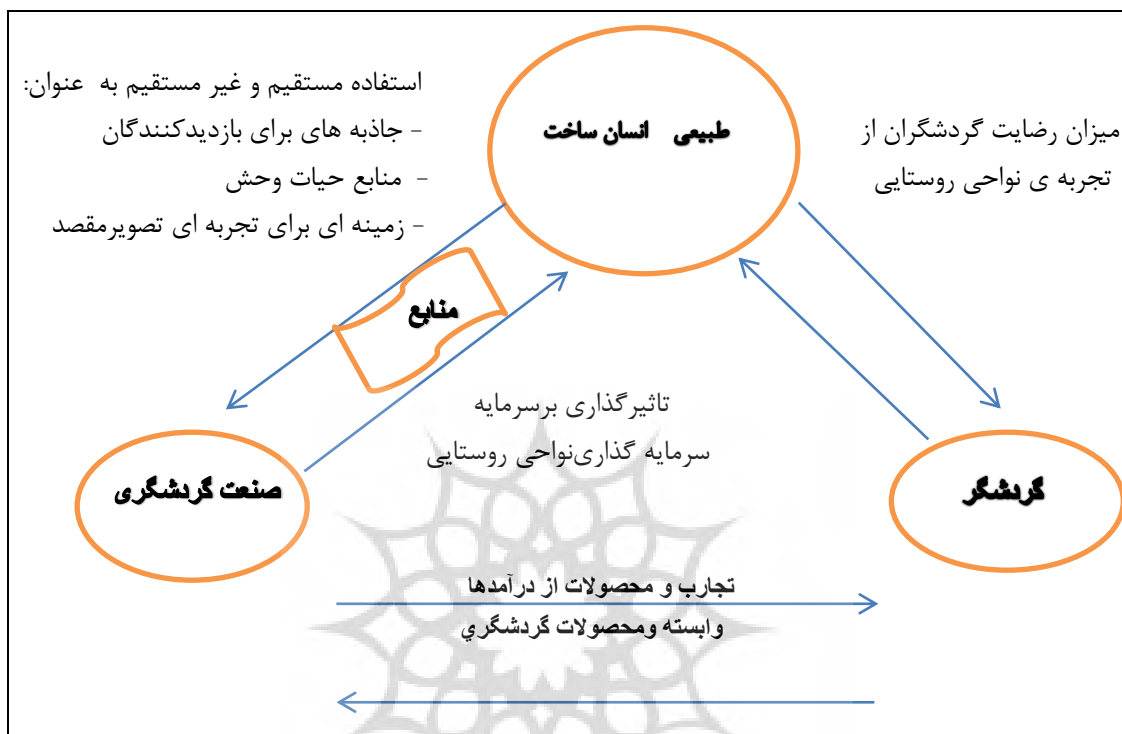 استفاده مستقیم و غیر مستقیم به عنوان:
- جاذبه های برای بازدیدکنندگان
- منابع حیات وحش
- زمینه ای برای تجربه ای تصویرمقصد
طبیعی انسان ساخت
میزان رضایت گردشگران از
تجربه ی نواحی روستایی
منابع
تاثیرگذاری برسرمایه
سرمایه گذاری‌نواحی روستایی
صنعت گردشگری
گردشگر
تجارب و محصولات از درآمدها
وابسته ومحصولات گردشگري